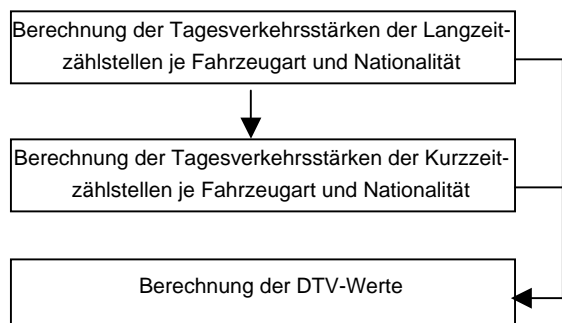 Berechnung der Tagesverkehrsstärken der Langzeit-
zählstellen je Fahrzeugart und Nationalität
Berechnung der Tagesverkehrsstärken der Kurzzeit-
zählstellen je Fahrzeugart und Nationalität
Berechnung der DTV-Werte